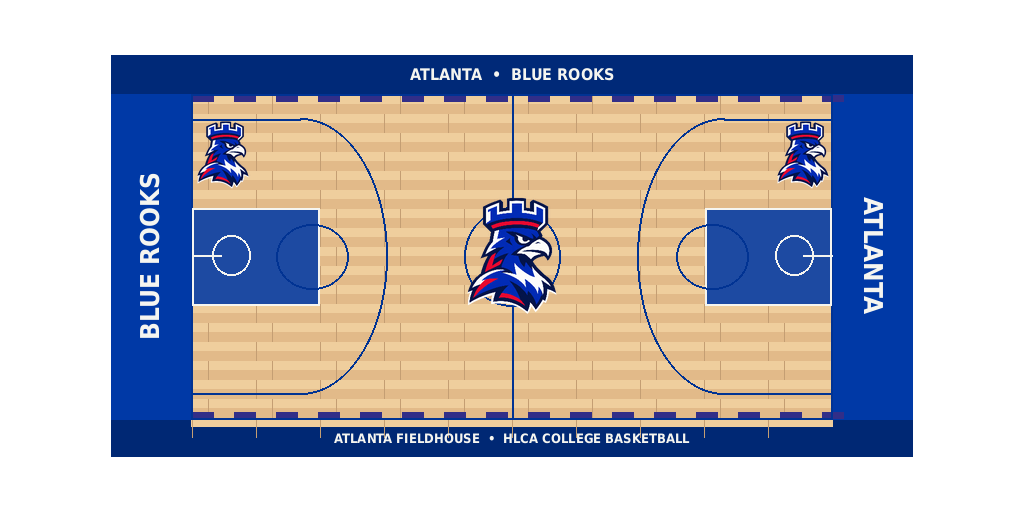 ATLANTA • BLUE ROOKS
BLUE ROOKS
ATLANTA
ATLANTA FIELDHOUSE • HLCA COLLEGE BASKETBALL